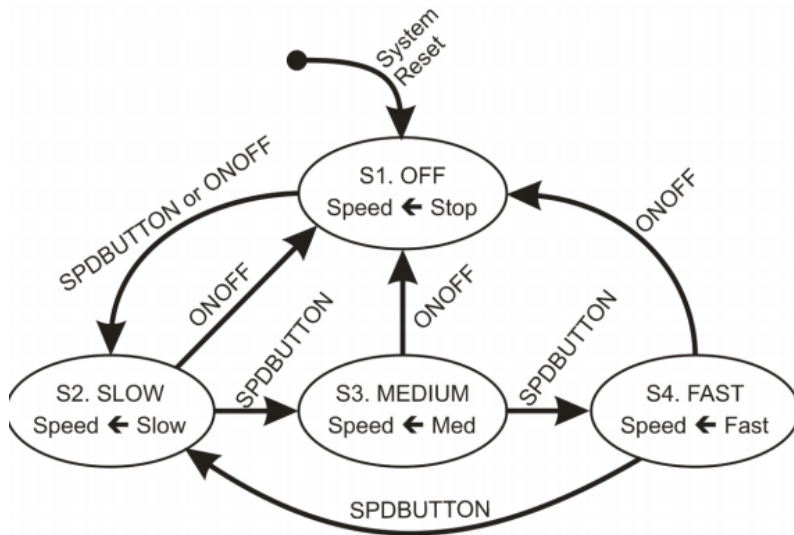 System
Reset
S1. OFF
Speed ← Stop
SPDBUTTON or ONOFF
ONOFF
ONOFF
ONOFF
SPDBUTTON
SPDBUTTON
S2. SLOW
Speed ← Slow
S3. MEDIUM
Speed ← Med
S4. FAST
Speed ← Fast
SPDBUTTON